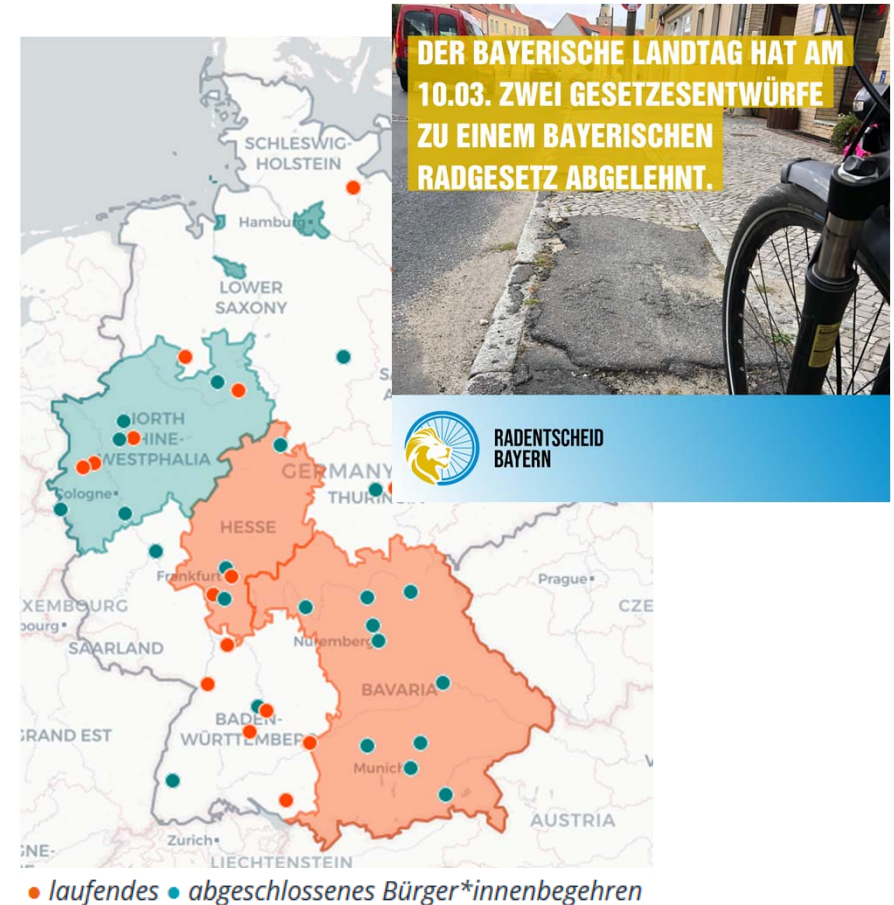 DER BAYERISCHE LANDTAG HAT AM
10.03. ZWEI GESETZESENTWÜRFE
ZU EINEM BAYERISCHEN
RADGESETZ ABGELEHNT.
RADENTSCHEID
BAYERN
SCHLESWIG-
HOLSTEIN
Hamburg
LOWER
SAXONY
NORTH
RHINE-
WESTPHALIA
Cologne
GERMANY
HESSE
Frankfurt
Prague
CZE
XEMBOURG
bourg
SAARLAND
Nuremberg
BAVARIA
GRAND EST
BADEN-
WÜRTTEMBERG
Munich
AUSTRIA
Zurich
LIECHTENSTEIN
GNE-
laufendes abgeschlossenes Bürger*innenbegehren